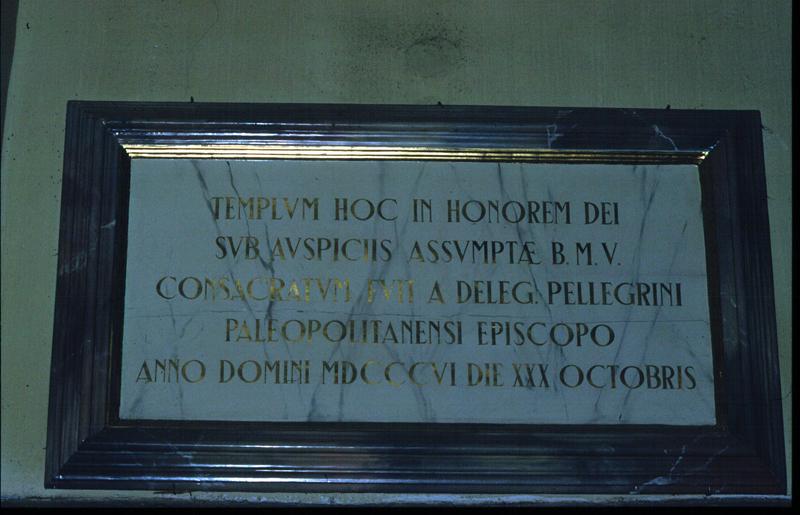 TEMPLVM HOC IN HONOREM DEI
SVB AVSPICIIS ASSVMPTÆ B. M. V.
CONSACRATVM FVIT A DELEG: PELLEGRINI
PALEOPOLITANENSI EPISCOPO
ANNO DOMINI MDCCCVI DIE XXX OCTOBRIS